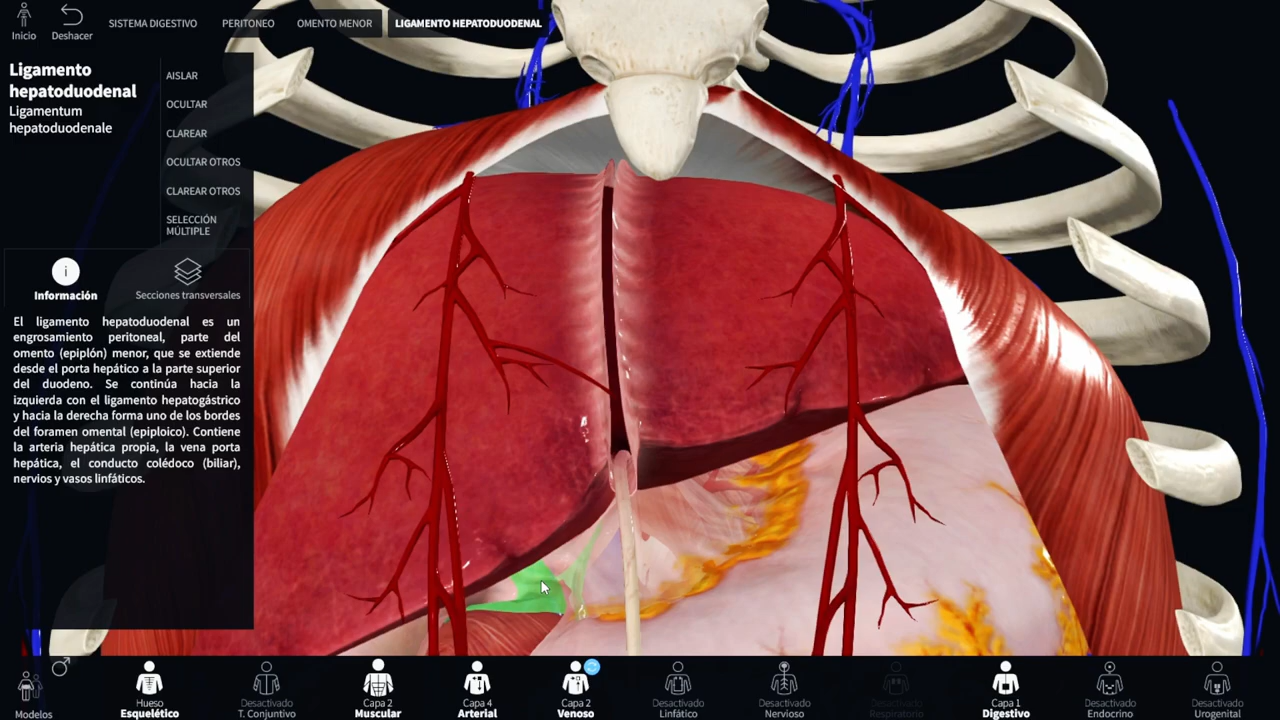 Inicio
Deshacer
SISTEMA DIGESTIVO
PERITONEO
OMENTO MENOR
LIGAMENTO HEPATODUODENAL
Ligamento
hepatoduodenal
Ligamentum
hepatoduodenale
AISLAR
OCULTAR
CLAREAR
OCULTAR OTROS
CLAREAR OTROS
SELECCIÓN
MÚLTIPLE
i
Información
Secciones transversales
El ligamento hepatoduodenal es un
engrosamiento peritoneal, parte del
omento (epiplón) menor, que se extiende
desde el porta hepático a la parte superior
del duodeno. Se continúa hacia la
izquierda con el ligamento hepatogástrico
y hacia la derecha forma uno de los bordes
del foramen omental (epiploico). Contiene
la arteria hepática propia, la vena porta
hepática, el conducto colédoco (biliar),
nervios y vasos linfáticos.
Modelos
Hueso
Esquelético
Desactivado
T. Conjuntivo
Capa 2
Muscular
Capa 4
Arterial
Capa 2
Venoso
Desactivado
Linfático
Desactivado
Nervioso
Desactivado
Respiratorio
Capa 1
Digestivo
Desactivado
Endocrino
Desactivado
Urogenital